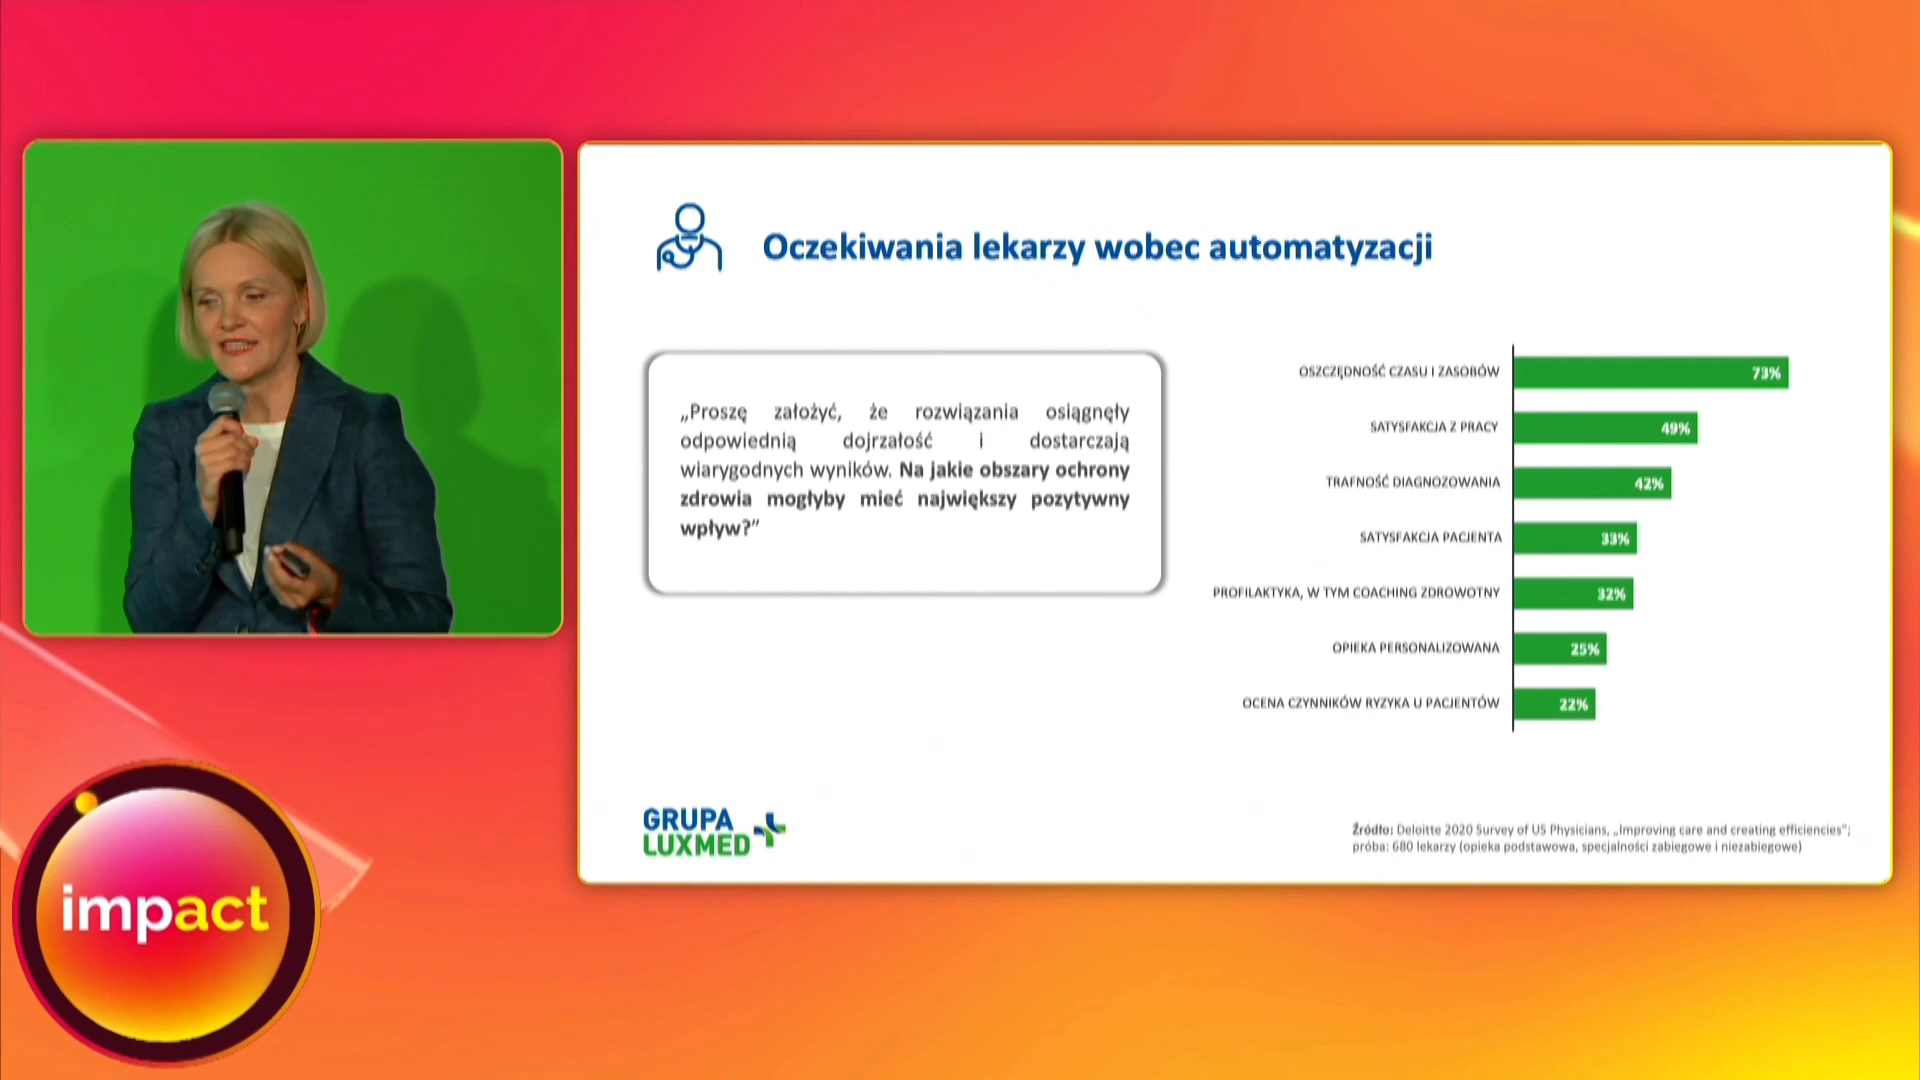 Oczekiwania lekarzy wobec automatyzacji
„Proszę założyć, że rozwiązania osiągnęły
odpowiednią dojrzałość i dostarczają
wiarygodnych wyników. Na jakie obszary ochrony
zdrowia mogłyby mieć największy pozytywny
wpływ?”
OSZCZĘDNOŚĆ CZASU I ZASOBÓW 73%
SATYSFAKCJA Z PRACY 49%
TRAFNOŚĆ DIAGNOZOWANIA 42%
SATYSFAKCJA PACJENTA 33%
PROFILAKTYKA, W TYM COACHING ZDROWOTNY 32%
OPIEKA PERSONALIZOWANA 25%
OCENA CZYNNIKÓW RYZYKA U PACJENTÓW 22%
GRUPA
LUXMED
Źródło: Deloitte 2020 Survey of US Physicians, „Improving care and creating efficiencies”;
próba: 680 lekarzy (opieka podstawowa, specjalności zabiegowe i niezabiegowe)
impact